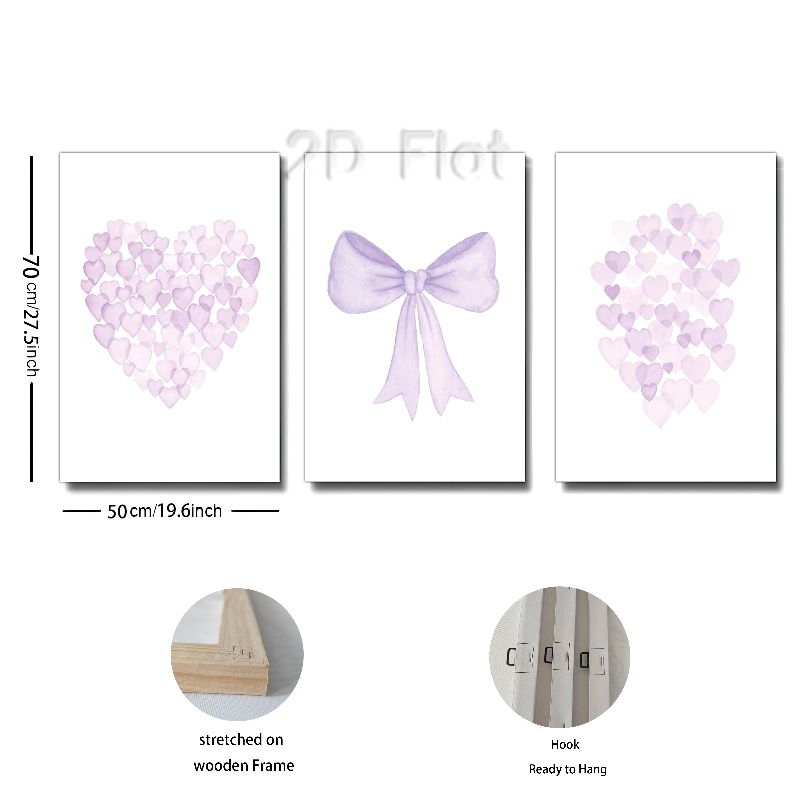 2D Flat
70 cm/27.5inch
50cm/19.6inch
stretched on
wooden Frame
Hook
Ready to Hang